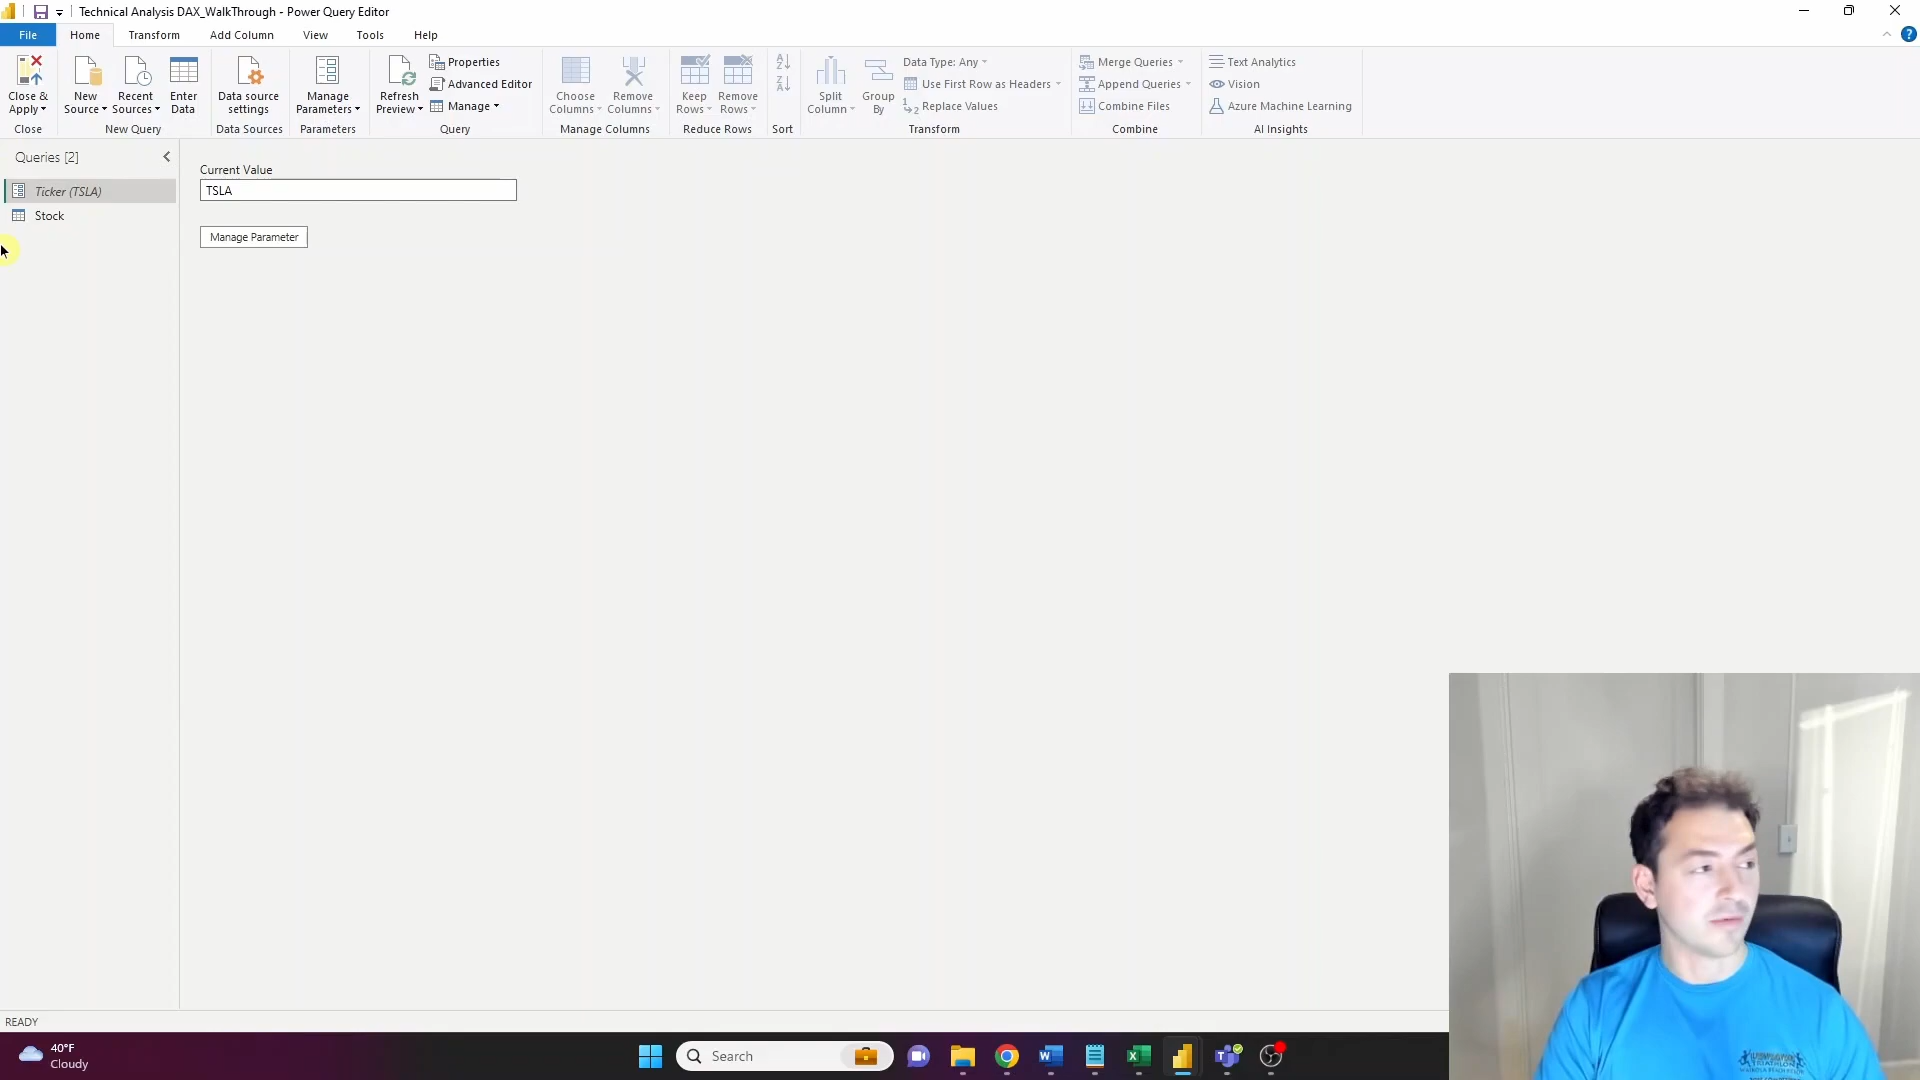 Technical Analysis DAX_WalkThrough - Power Query Editor
File Home Transform Add Column View Tools Help
Close & Apply
New Source
Recent Sources
Enter Data
Data source settings
Manage Parameters
Refresh Preview
Properties
Advanced Editor
Manage
Choose Columns
Remove Columns
Keep Rows
Remove Rows
Split Column
Group By
Data Type: Any
Use First Row as Headers
Replace Values
Merge Queries
Append Queries
Combine Files
Text Analytics
Vision
Azure Machine Learning
Close New Query Data Sources Parameters Query Manage Columns Reduce Rows Sort Transform Combine AI Insights
Queries [2]
Ticker (TSLA)
Stock
Current Value
TSLA
Manage Parameter
READY
40°F
Cloudy
Search